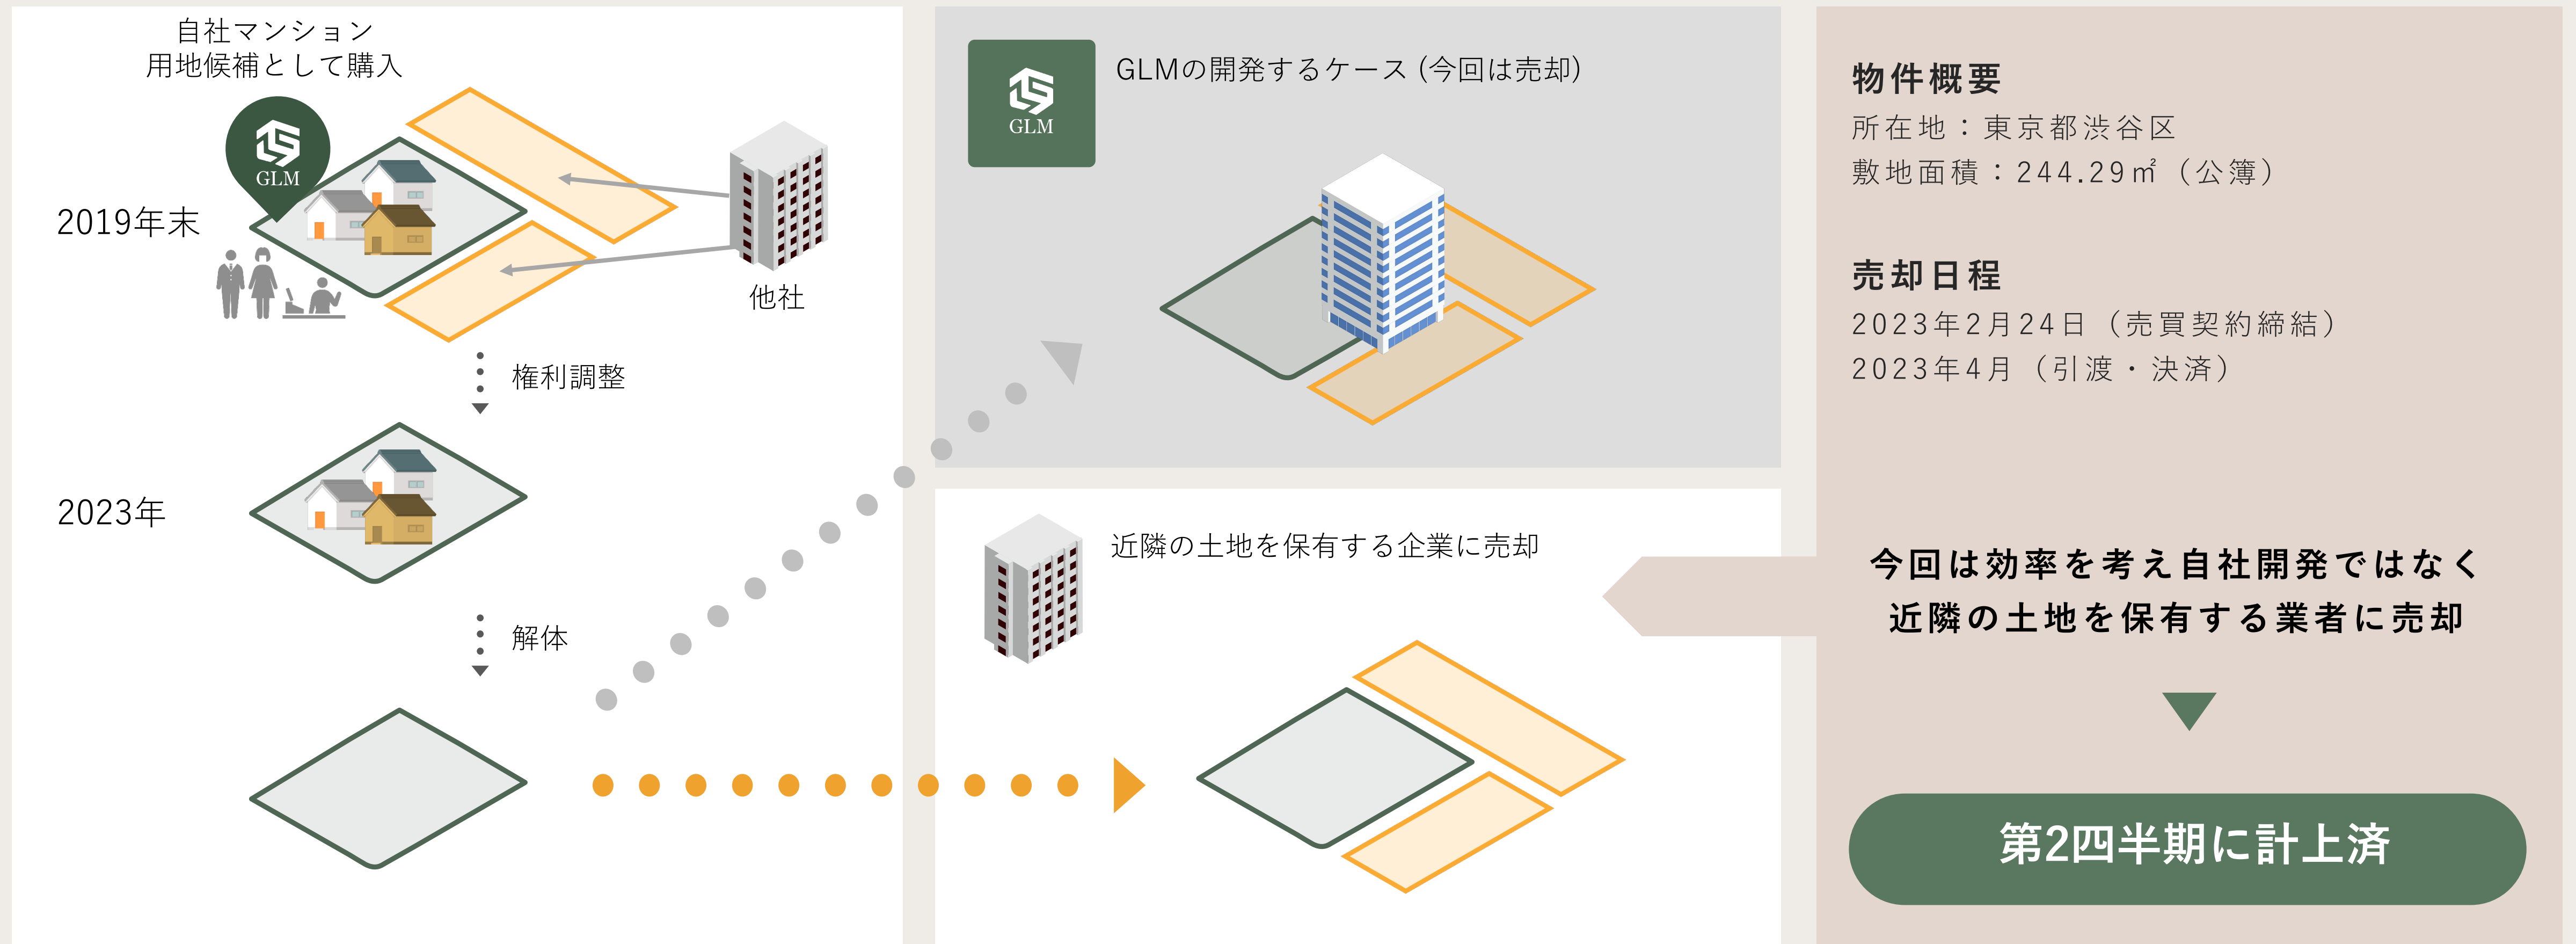 自社マンション
用地候補として購入
GLM
2019年末
他社
権利調整
2023年
解体
GLM
GLMの開発するケース (今回は売却)
近隣の土地を保有する企業に売却
物件概要
所在地：東京都渋谷区
敷地面積：244.29㎡（公簿）
売却日程
2023年2月24日（売買契約締結）
2023年4月（引渡・決済）
今回は効率を考え自社開発ではなく
近隣の土地を保有する業者に売却
第2四半期に計上済